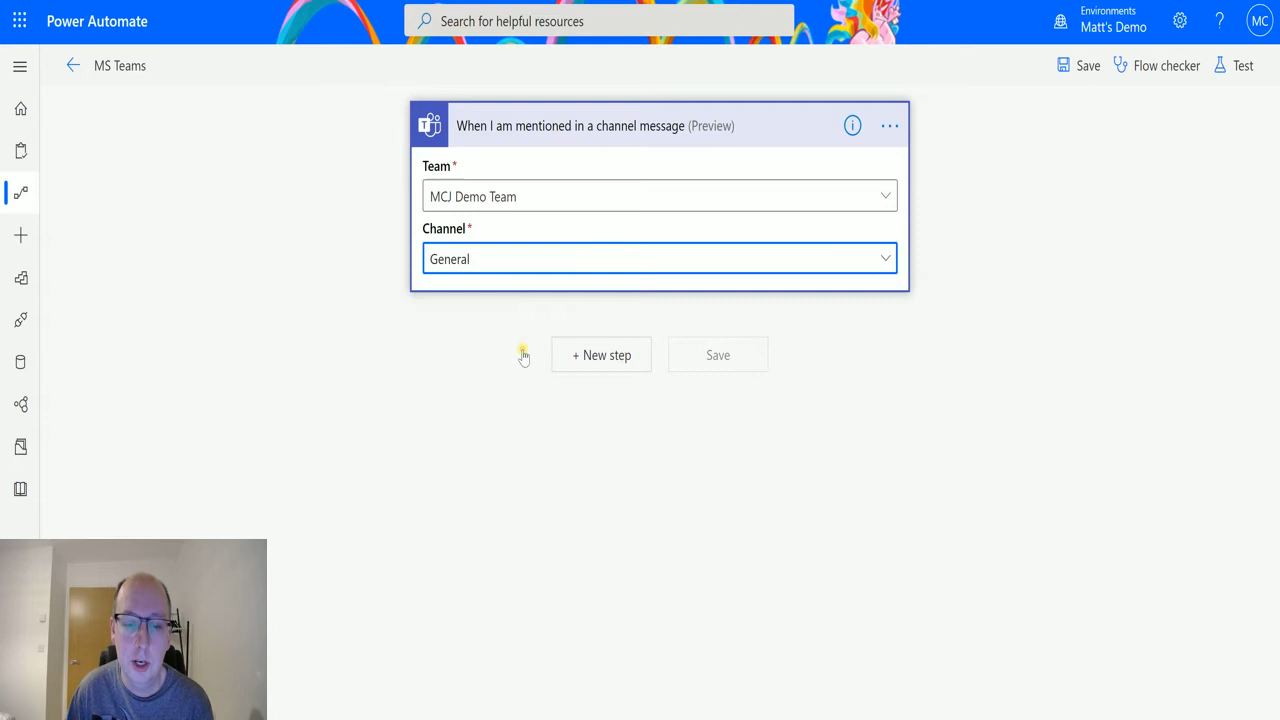 Power Automate
Search for helpful resources
Environments
Matt's Demo
MC
MS Teams
Save
Flow checker
Test
When I am mentioned in a channel message (Preview)
Team*
MCJ Demo Team
Channel*
General
+ New step
Save